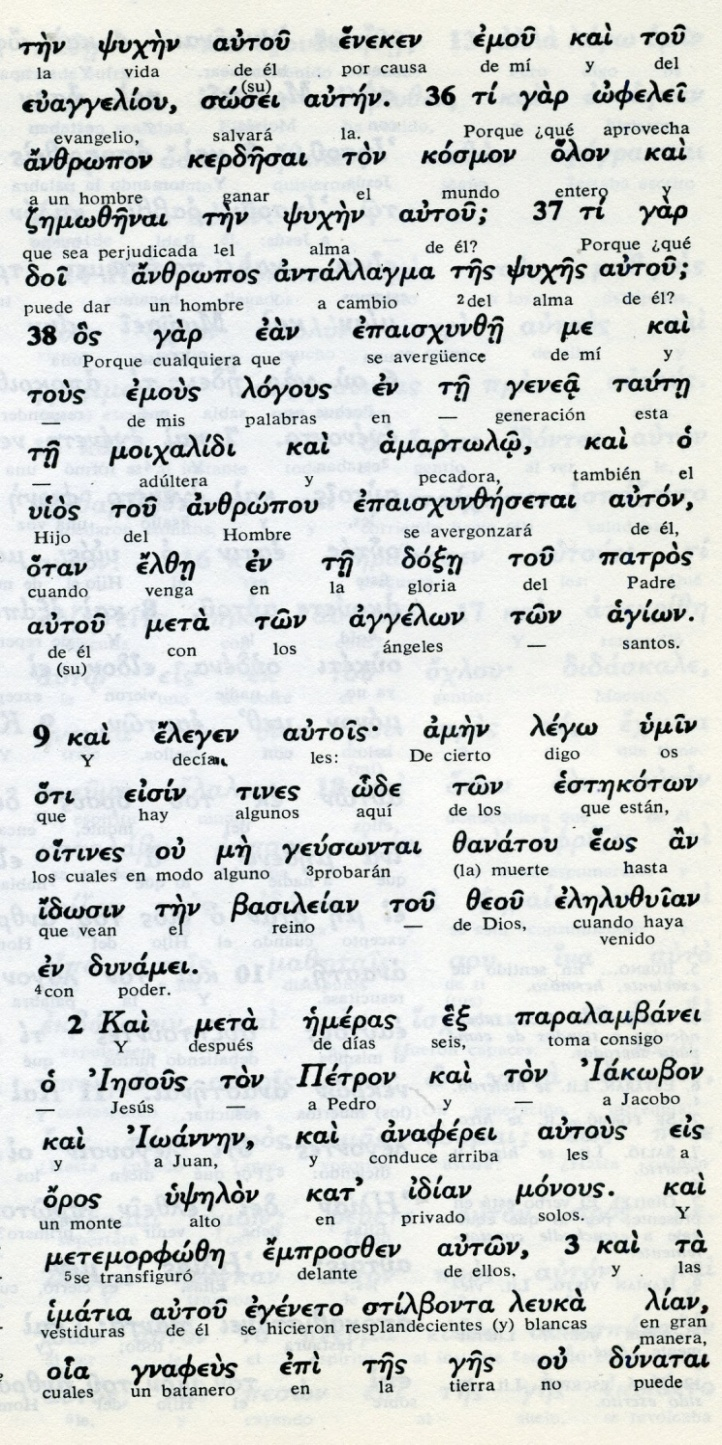 τὴν ψυχὴν αὐτοῦ ἕνεκεν ἐμοῦ καὶ τοῦ
la vida de él por causa de mí y del
(su)
εὐαγγελίου, σώσει αὐτήν. 36 τί γὰρ ὠφελεῖ
evangelio, salvará la. Porque ¿qué aprovecha
ἄνθρωπον κερδῆσαι τὸν κόσμον ὅλον καὶ
a un hombre ganar el mundo entero y
ζημιωθῆναι τὴν ψυχὴν αὐτοῦ; 37 τί γὰρ
que sea perjudicada lel alma de él? Porque ¿qué
δοῖ ἄνθρωπος ἀντάλλαγμα τῆς ψυχῆς αὐτοῦ;
puede dar un hombre a cambio ²del alma de él?
38 ὃς γὰρ ἐὰν ἐπαισχυνθῇ με καὶ
Porque cualquiera que se avergüence de mí y
τοὺς ἐμοὺς λόγους ἐν τῇ γενεᾷ ταύτῃ
— de mis palabras en — generación esta
τῇ μοιχαλίδι καὶ ἁμαρτωλῷ, καὶ ὁ
— adúltera y pecadora, también el
υἱὸς τοῦ ἀνθρώπου ἐπαισχυνθήσεται αὐτόν,
Hijo del Hombre se avergonzará de él,
ὅταν ἔλθῃ ἐν τῇ δόξῃ τοῦ πατρὸς
cuando venga en la gloria del Padre
αὐτοῦ μετὰ τῶν ἀγγέλων τῶν ἁγίων.
de él con los ángeles — santos.
(su)
9 καὶ ἔλεγεν αὐτοῖς· ἀμὴν λέγω ὑμῖν
Y decía les: De cierto digo os
ὅτι εἰσίν τινες ὧδε τῶν ἑστηκότων
que hay algunos aquí de los que están,
οἵτινες οὐ μὴ γεύσωνται θανάτου ἕως ἂν
los cuales en modo alguno 3probarán (la) muerte hasta
ἴδωσιν τὴν βασιλείαν τοῦ θεοῦ ἐληλυθυῖαν
que vean el reino — de Dios, cuando haya
venido
ἐν δυνάμει.
4con poder.
2 Καὶ μετὰ ἡμέρας ἓξ παραλαμβάνει
Y después de días seis, toma consigo
ὁ Ἰησοῦς τὸν Πέτρον καὶ τὸν Ἰάκωβον
— Jesús — a Pedro y — a Jacobo
καὶ Ἰωάννην, καὶ ἀναφέρει αὐτοὺς εἰς
y a Juan, y conduce arriba les a
ὄρος ὑψηλὸν κατ' ἰδίαν μόνους. καὶ
un monte alto en privado solos. Y
μετεμορφώθη ἔμπροσθεν αὐτῶν, 3 καὶ τὰ
⁵se transfiguró delante de ellos. y las
ἱμάτια αὐτοῦ ἐγένετο στίλβοντα λευκὰ λίαν,
vestiduras de él se hicieron resplandecientes (y) blancas en gran
manera,
οἷα γναφεὺς ἐπὶ τῆς γῆς οὐ δύναται
cuales un batanero en la tierra no puede